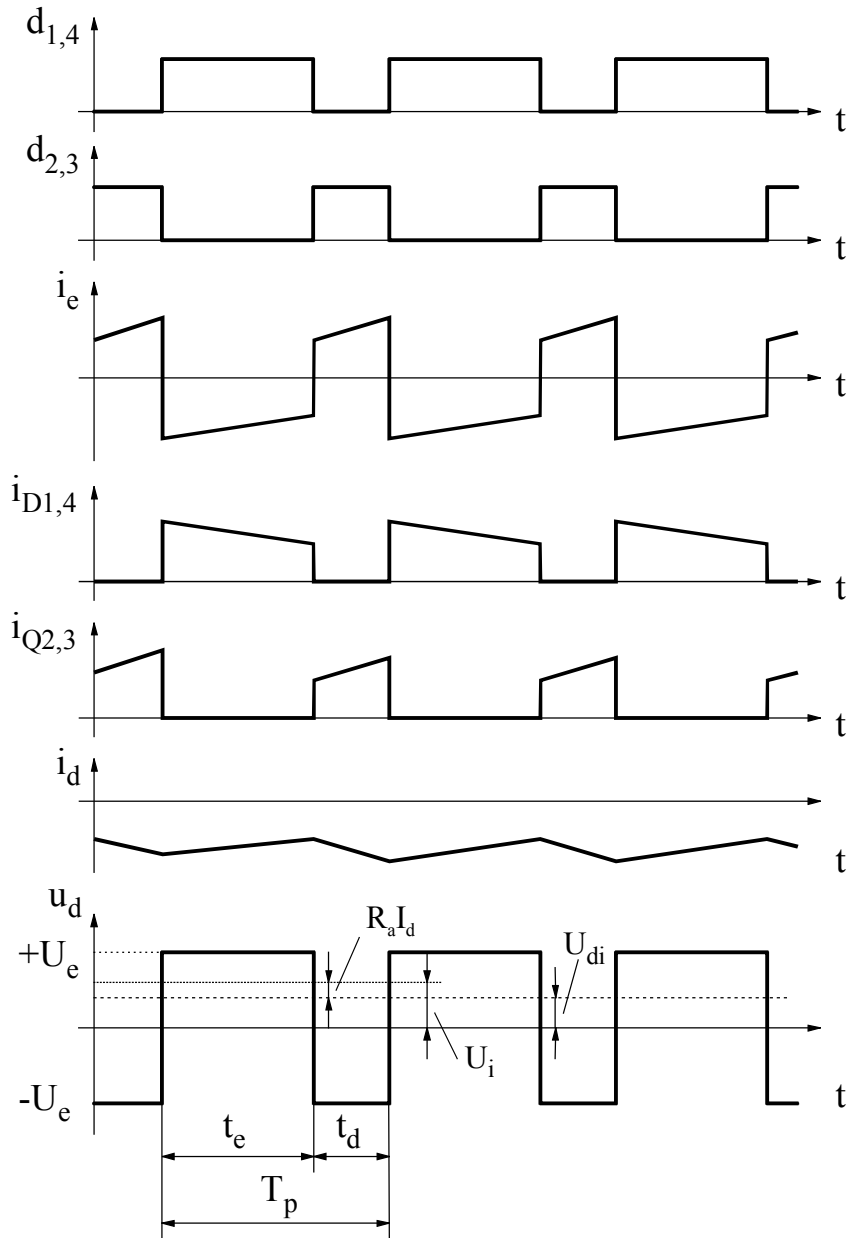 d1,4
t
d2,3
t
ie
t
iD1,4
t
iQ2,3
t
id
t
ud
RaId
Udi
+Ue
Ui
-Ue
t
te
td
Tp